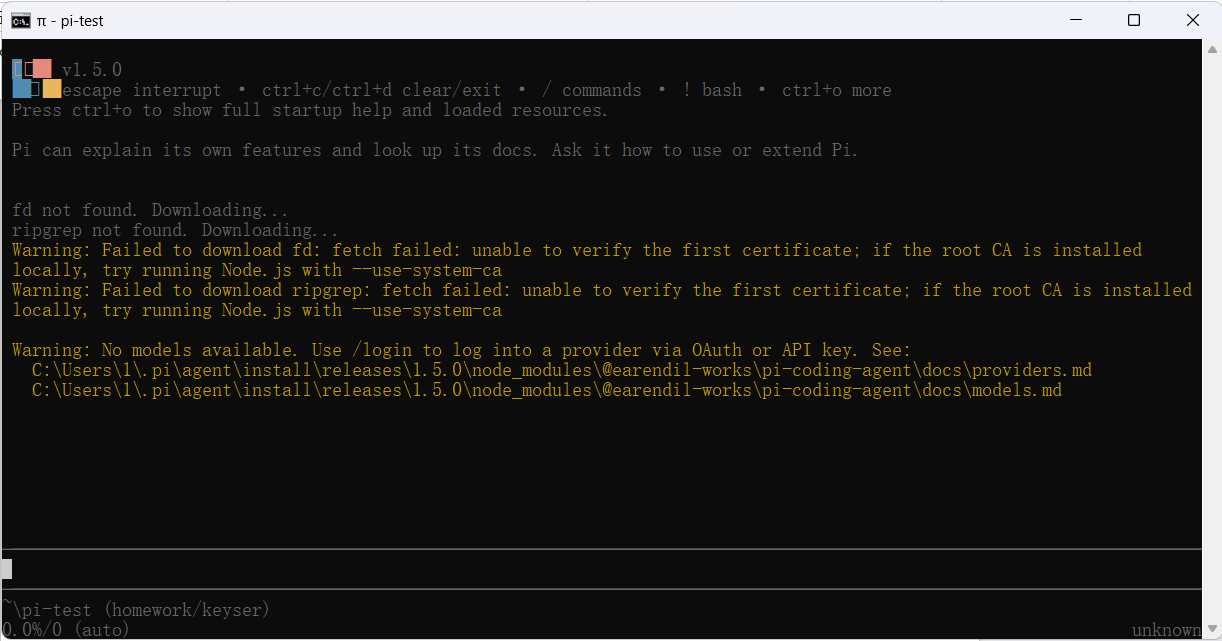 π - pi-test
v1.5.0
escape interrupt • ctrl+c/ctrl+d clear/exit • / commands • ! bash • ctrl+o more
Press ctrl+o to show full startup help and loaded resources.
Pi can explain its own features and look up its docs. Ask it how to use or extend Pi.
fd not found. Downloading...
ripgrep not found. Downloading...
Warning: Failed to download fd: fetch failed: unable to verify the first certificate; if the root CA is installed
locally, try running Node.js with --use-system-ca
Warning: Failed to download ripgrep: fetch failed: unable to verify the first certificate; if the root CA is installed
locally, try running Node.js with --use-system-ca
Warning: No models available. Use /login to log into a provider via OAuth or API key. See:
C:\Users\l\.pi\agent\install\releases\1.5.0\node_modules\@earendil-works\pi-coding-agent\docs\providers.md
C:\Users\l\.pi\agent\install\releases\1.5.0\node_modules\@earendil-works\pi-coding-agent\docs\models.md
~\pi-test (homework/keyser)
0.0%/0 (auto)
unknown